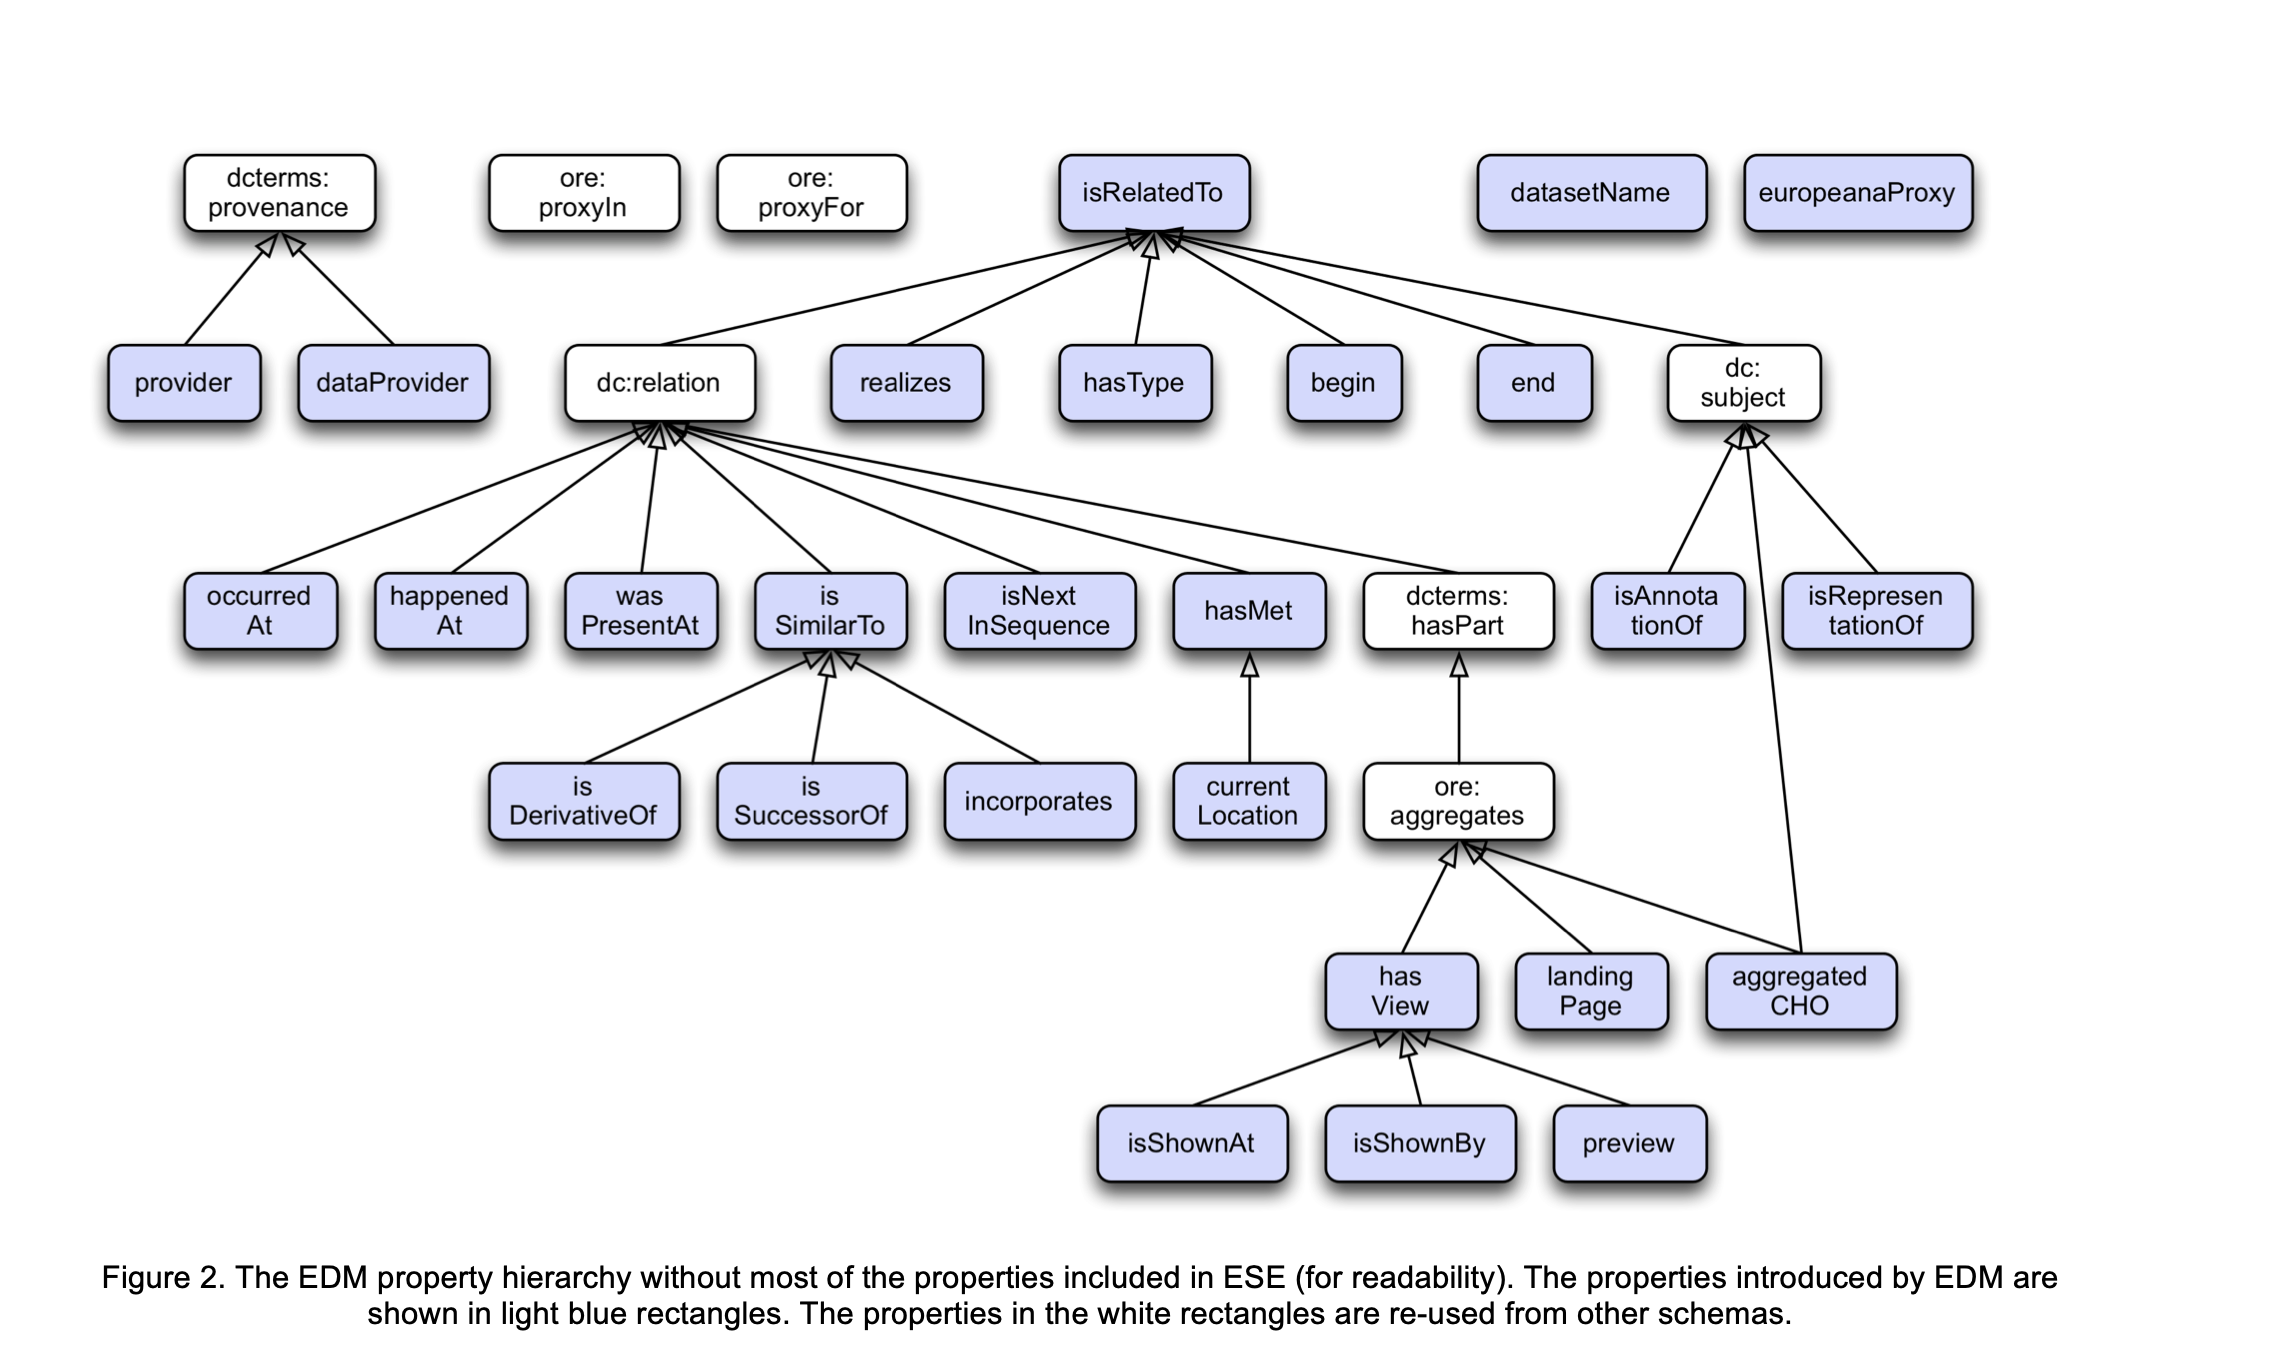 dcterms:
provenance
ore:
proxyIn
ore:
proxyFor
isRelatedTo
datasetName
europeanaProxy
provider
dataProvider
dc:relation
realizes
hasType
begin
end
dc:
subject
occurred
At
happened
At
was
PresentAt
is
SimilarTo
isNext
InSequence
hasMet
dcterms:
hasPart
isAnnota
tionOf
isRepresen
tationOf
is
DerivativeOf
is
SuccessorOf
incorporates
current
Location
ore:
aggregates
has
View
landing
Page
aggregated
CHO
isShownAt
isShownBy
preview
Figure 2. The EDM property hierarchy without most of the properties included in ESE (for readability). The properties introduced by EDM are
shown in light blue rectangles. The properties in the white rectangles are re-used from other schemas.